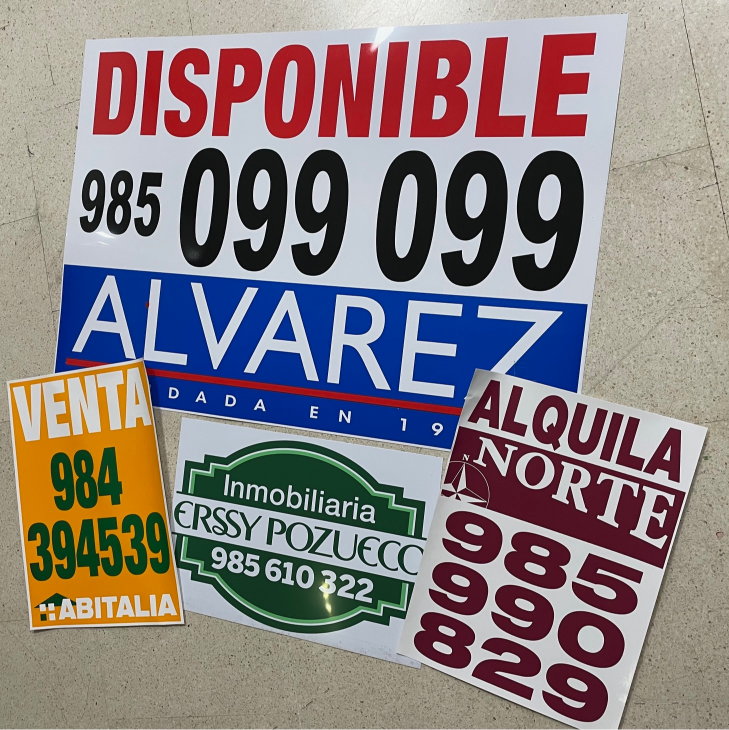 DISPONIBLE
985 099 099
ALVAREZ
DADA EN 19
VENTA
984
394539
HABITALIA
Inmobiliaria
ERSSY POZUECO
985 610 322
ALQUILA
N
NORTE
985
990
829